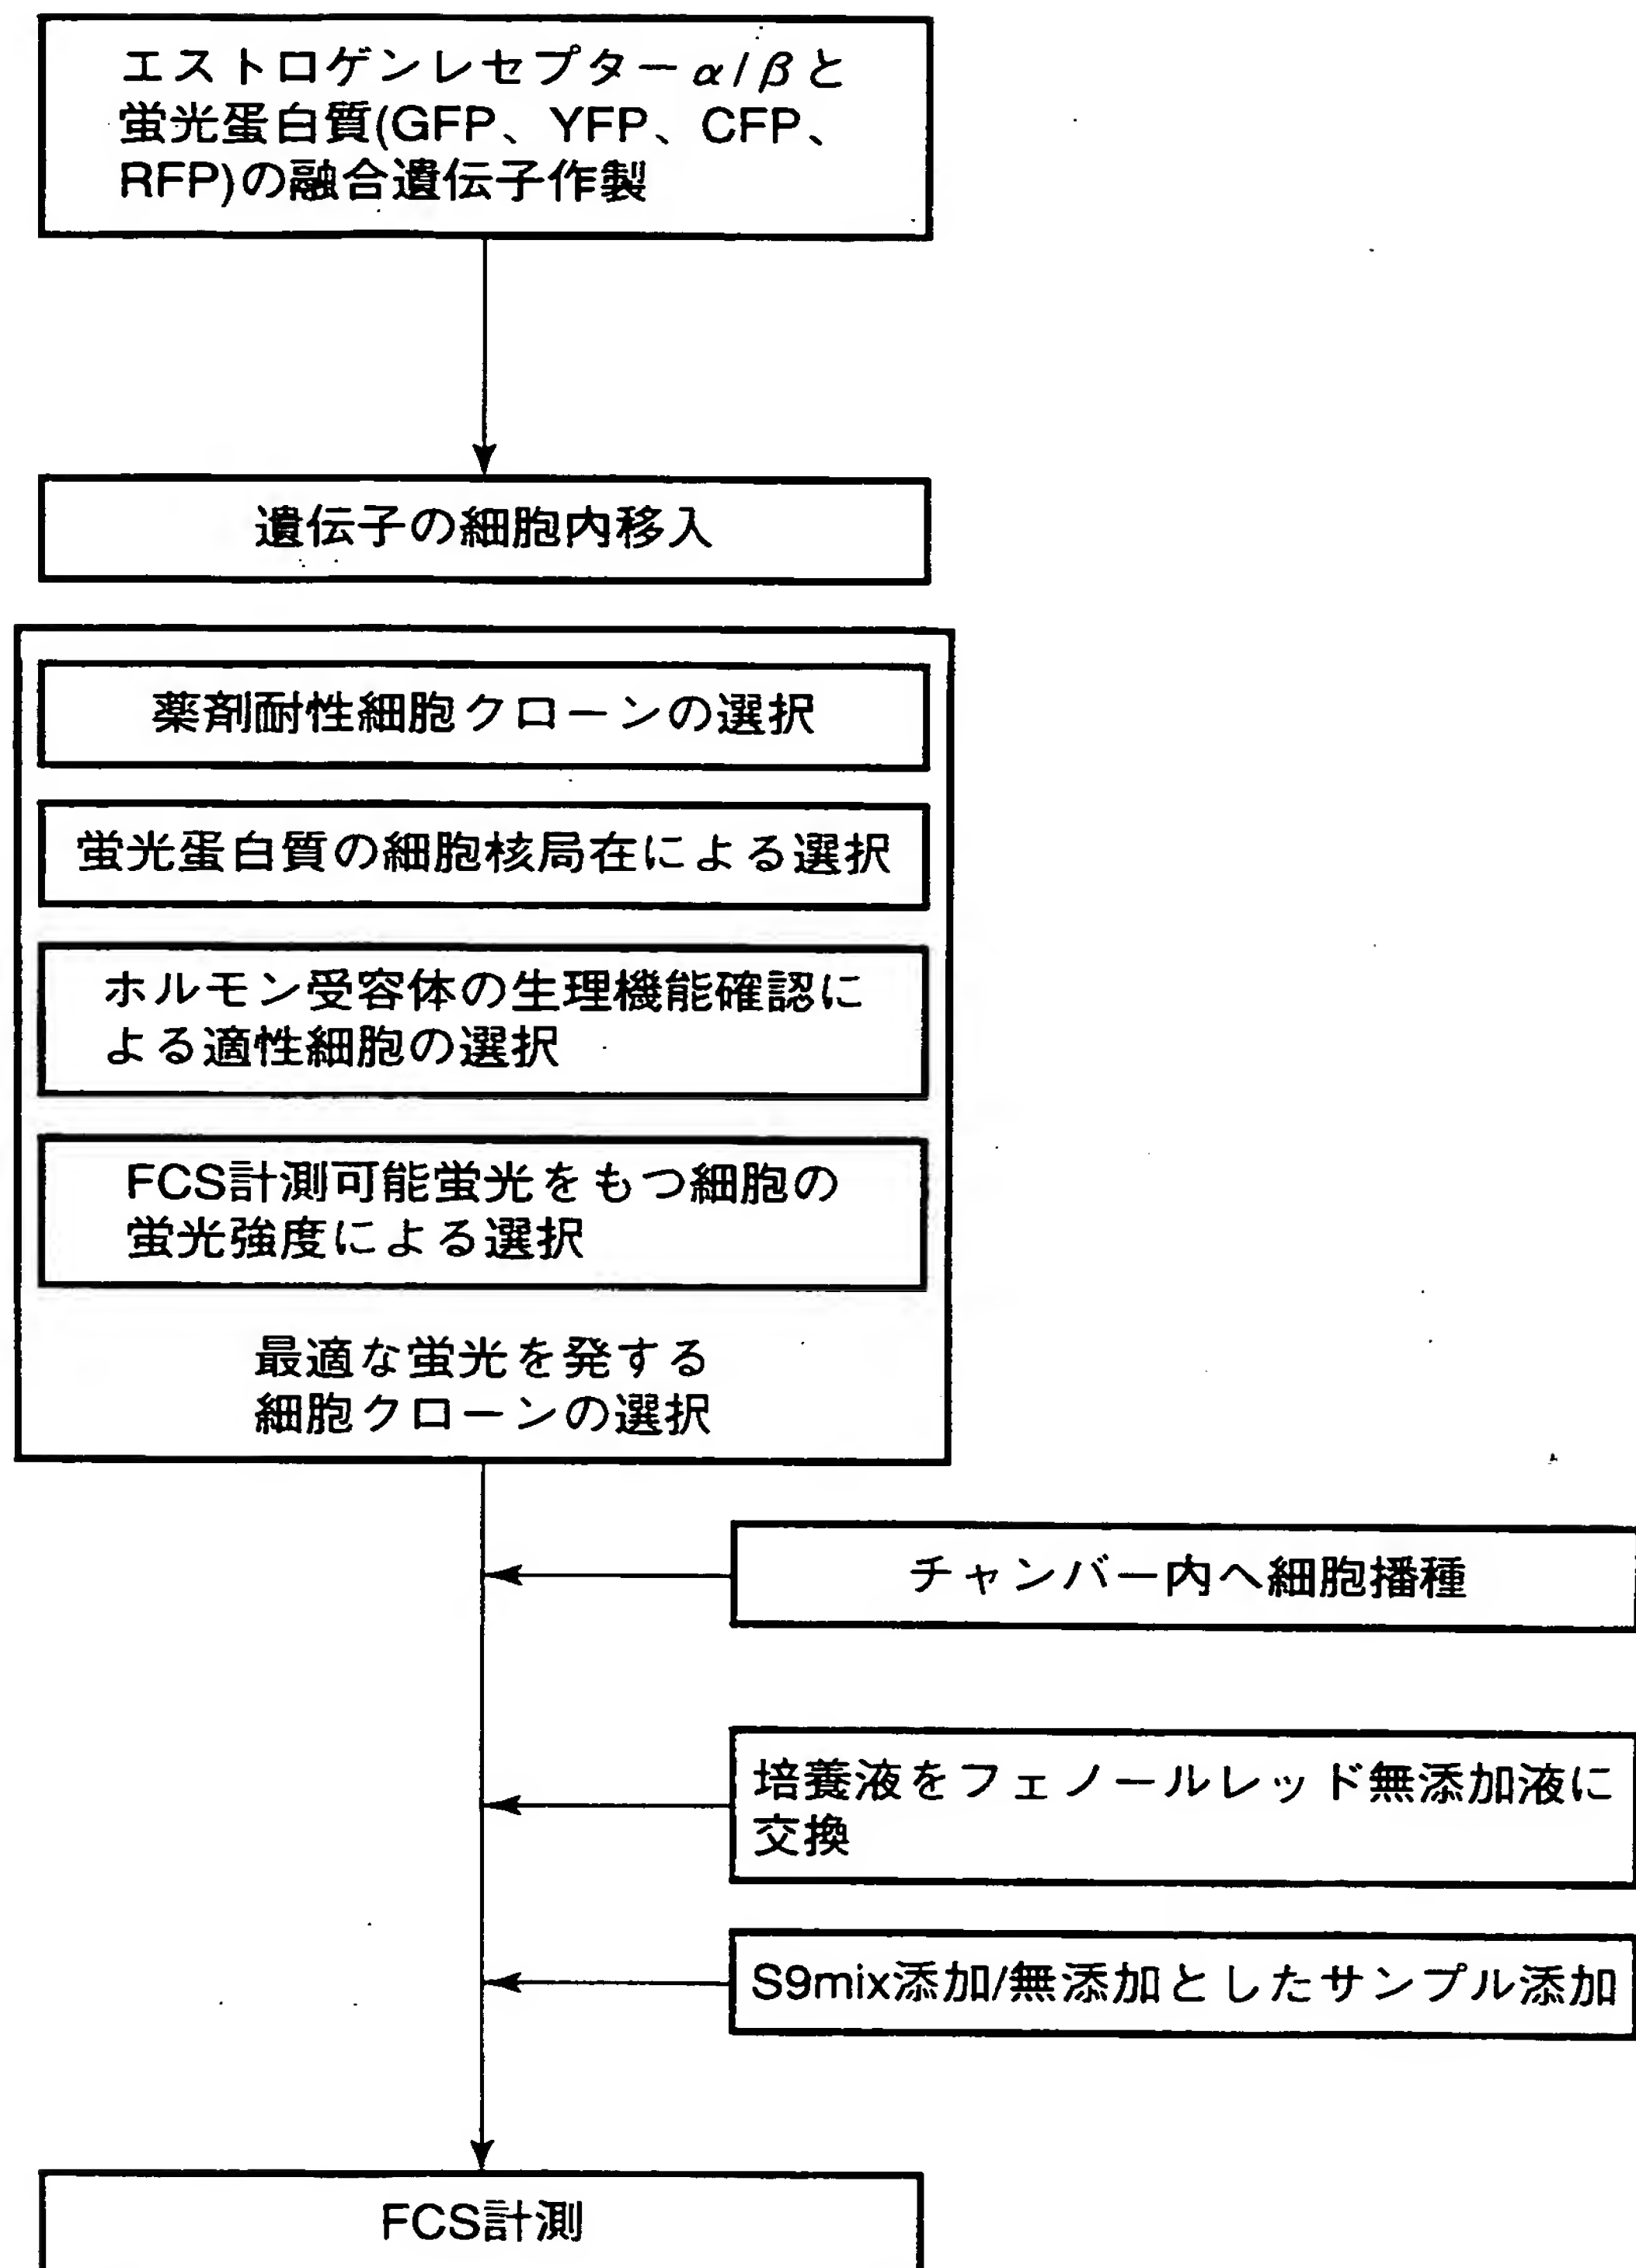 エストロゲンレセプターα/βと
蛍光蛋白質(GFP、YFP、CFP、
RFP)の融合遺伝子作製
遺伝子の細胞内移入
薬剤耐性細胞クローンの選択
蛍光蛋白質の細胞核局在による選択
ホルモン受容体の生理機能確認に
よる適性細胞の選択
FCS計測可能蛍光をもつ細胞の
蛍光強度による選択
最適な蛍光を発する
細胞クローンの選択
チャンバー内へ細胞播種
培養液をフェノールレッド無添加液に
交換
S9mix添加/無添加としたサンプル添加
FCS計測